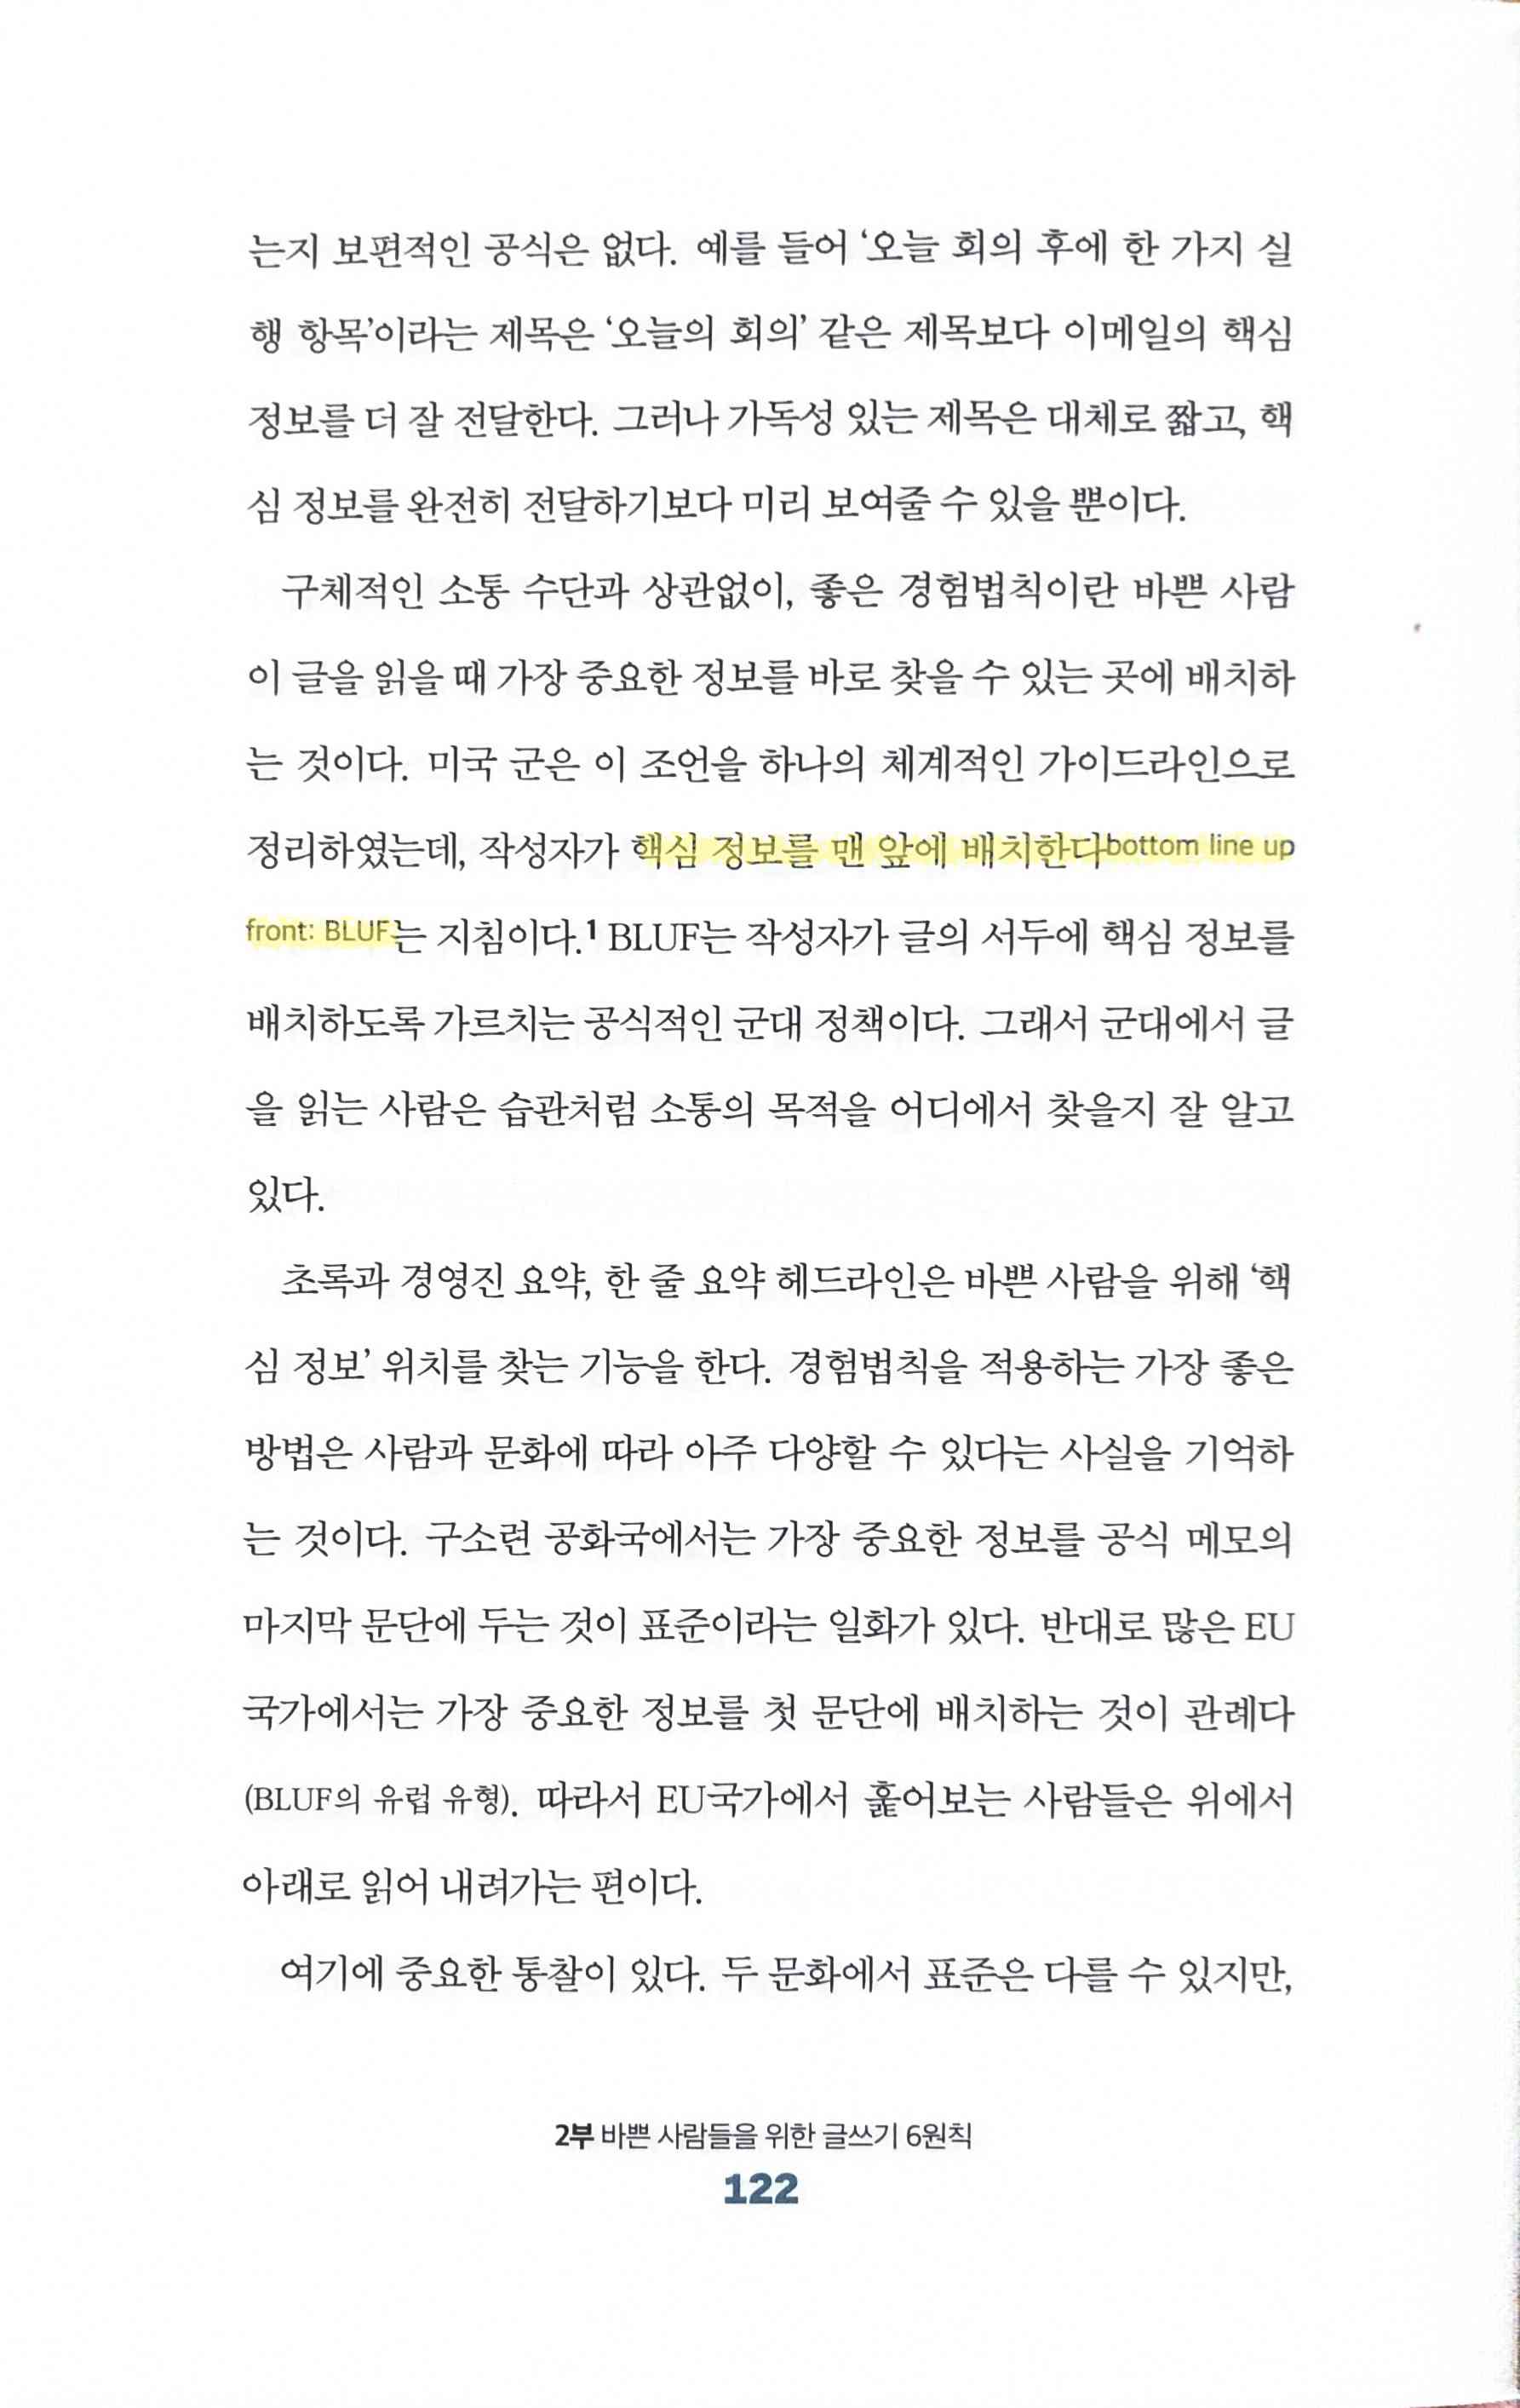 는지 보편적인 공식은 없다. 예를 들어 ‘오늘 회의 후에 한 가지 실
행 항목’이라는 제목은 ‘오늘의 회의’ 같은 제목보다 이메일의 핵심
정보를 더 잘 전달한다. 그러나 가독성 있는 제목은 대체로 짧고, 핵
심 정보를 완전히 전달하기보다 미리 보여줄 수 있을 뿐이다.
구체적인 소통 수단과 상관없이, 좋은 경험법칙이란 바쁜 사람
이 글을 읽을 때 가장 중요한 정보를 바로 찾을 수 있는 곳에 배치하
는 것이다. 미국 군은 이 조언을 하나의 체계적인 가이드라인으로
정리하였는데, 작성자가 핵심 정보를 맨 앞에 배치한다bottom line up
front: BLUF는 지침이다.¹ BLUF는 작성자가 글의 서두에 핵심 정보를
배치하도록 가르치는 공식적인 군대 정책이다. 그래서 군대에서 글
을 읽는 사람은 습관처럼 소통의 목적을 어디에서 찾을지 잘 알고
있다.
초록과 경영진 요약, 한 줄 요약 헤드라인은 바쁜 사람을 위해 ‘핵
심 정보’ 위치를 찾는 기능을 한다. 경험법칙을 적용하는 가장 좋은
방법은 사람과 문화에 따라 아주 다양할 수 있다는 사실을 기억하
는 것이다. 구소련 공화국에서는 가장 중요한 정보를 공식 메모의
마지막 문단에 두는 것이 표준이라는 일화가 있다. 반대로 많은 EU
국가에서는 가장 중요한 정보를 첫 문단에 배치하는 것이 관례다
(BLUF의 유럽 유형). 따라서 EU국가에서 훑어보는 사람들은 위에서
아래로 읽어 내려가는 편이다.
여기에 중요한 통찰이 있다. 두 문화에서 표준은 다를 수 있지만,
2부 바쁜 사람들을 위한 글쓰기 6원칙
122